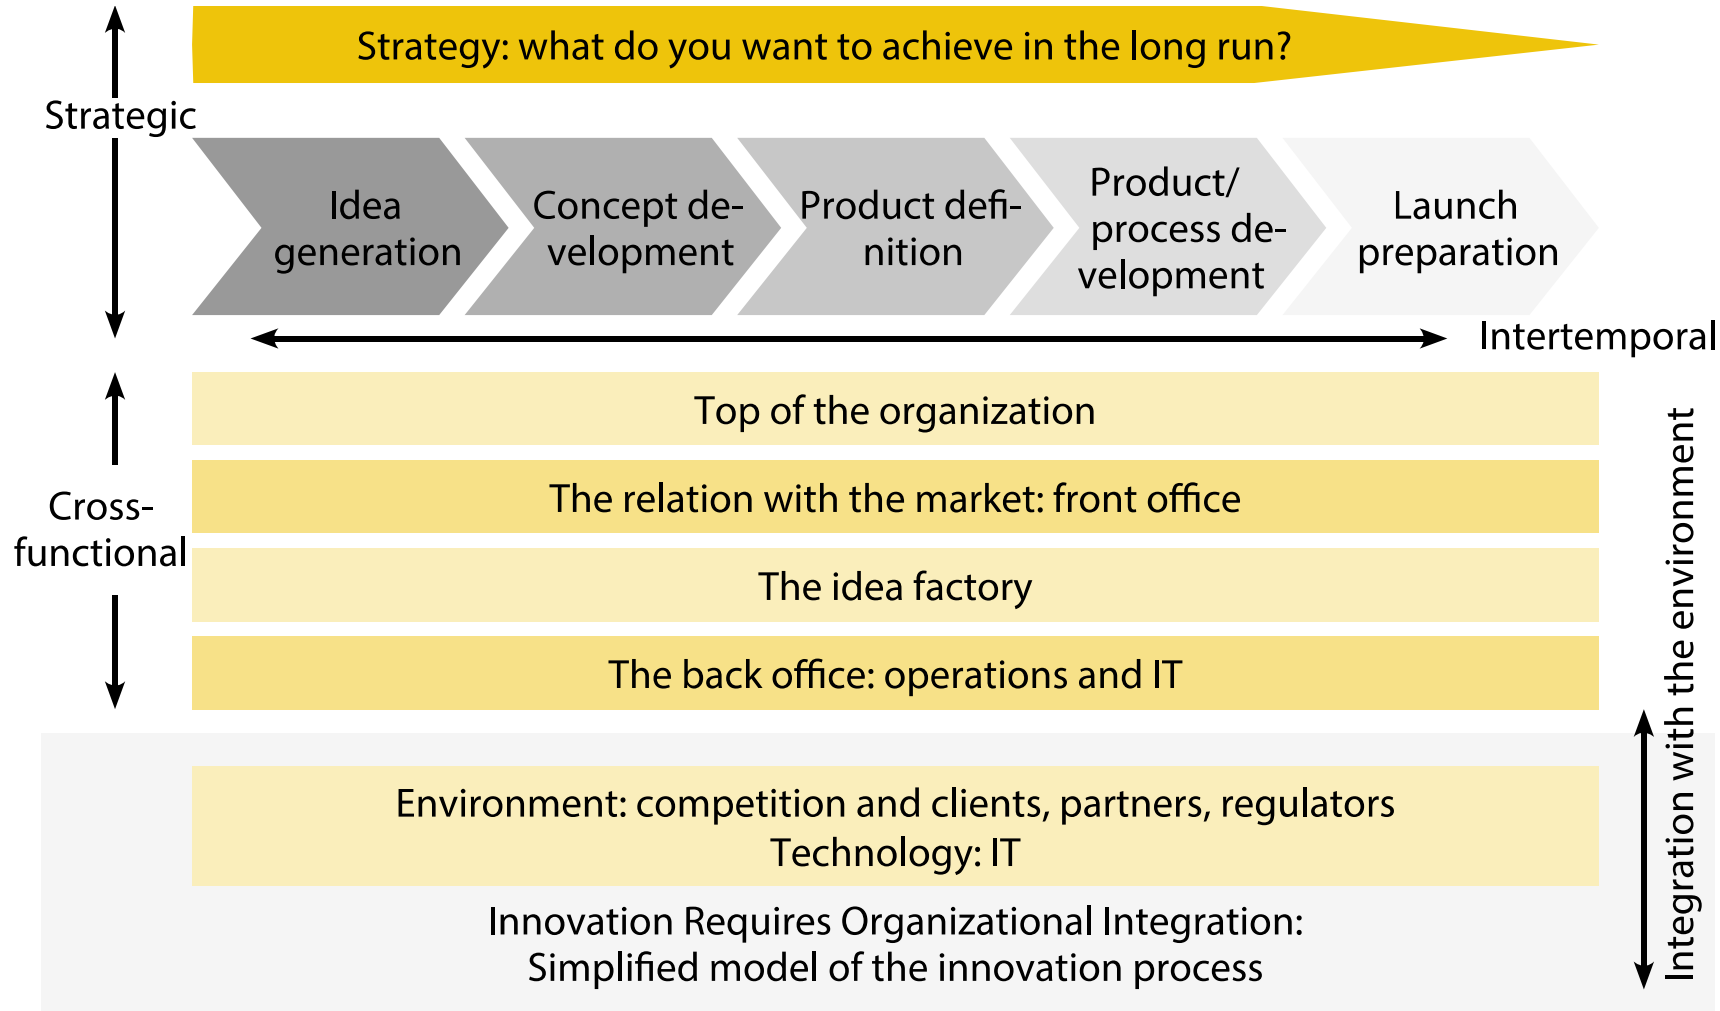 Strategy: what do you want to achieve in the long run?
Strategic
Idea
generation
Concept de-
velopment
Product defi-
nition
Product/
process de-
velopment
Launch
preparation
Intertemporal
Cross-
functional
Top of the organization
The relation with the market: front office
The idea factory
The back office: operations and IT
Integration with the environment
Environment: competition and clients, partners, regulators
Technology: IT
Innovation Requires Organizational Integration:
Simplified model of the innovation process